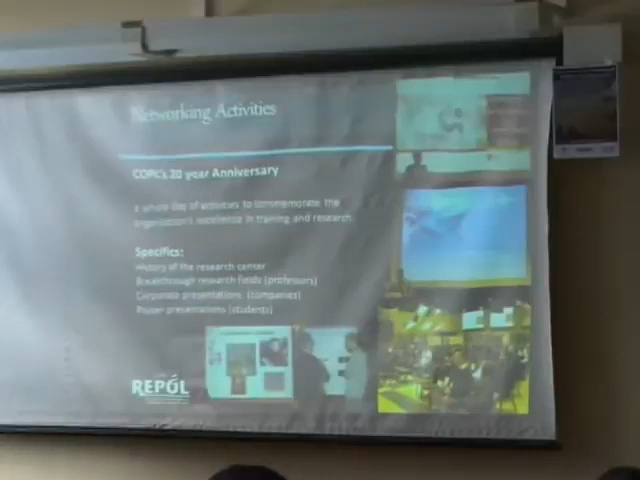 Networking Activities
COPL's 20 year Anniversary
a whole day of activities to commemorate the
organization's excellence in training and research
Specifics:
History of the research center
Breakthrough research fields (professors)
Corporate presentations (companies)
Poster presentations (students)
REPÓL